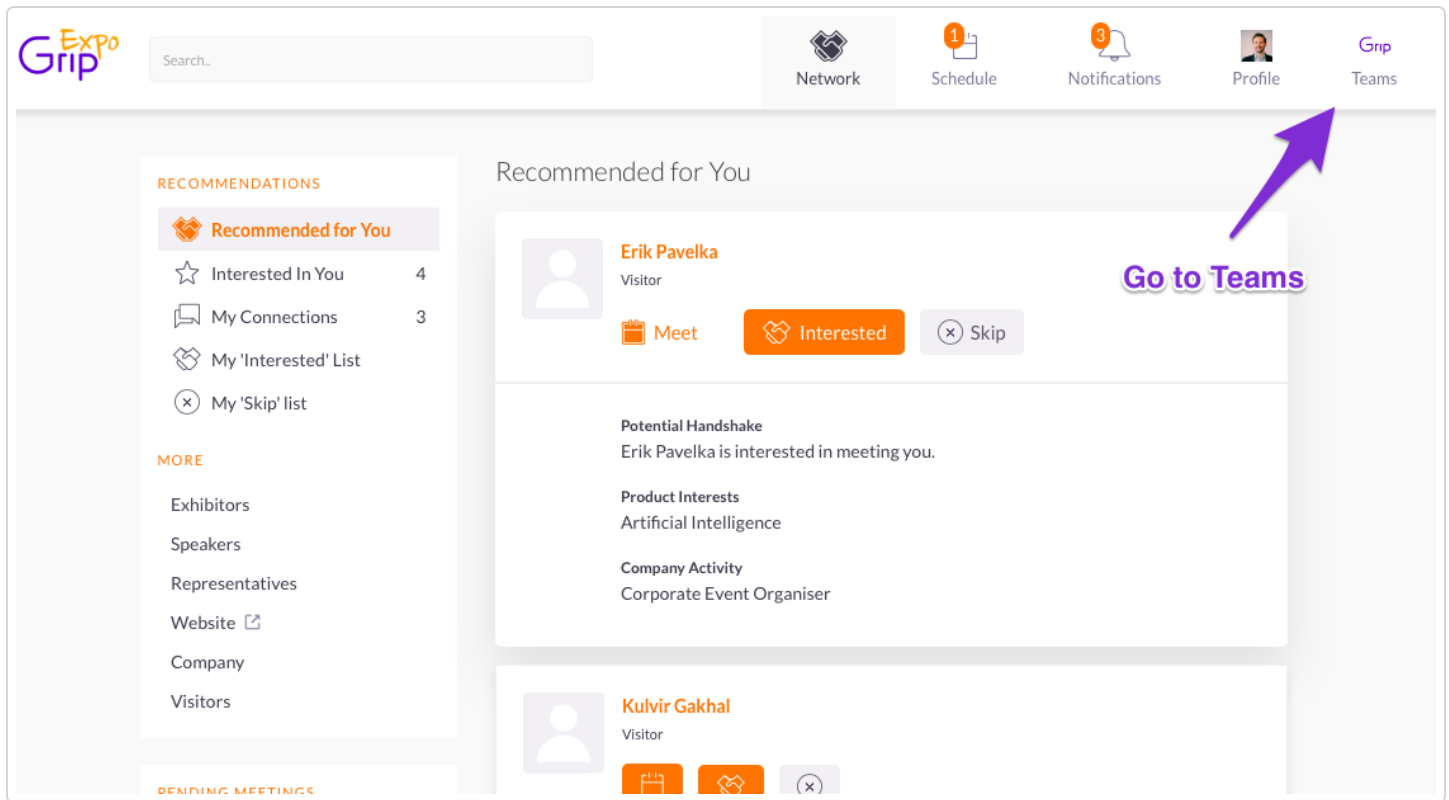 Grip Expo
Search..
Network
1
Schedule
3
Notifications
Profile
Grip
Teams
Go to Teams
RECOMMENDATIONS
Recommended for You
Interested In You 4
My Connections 3
My 'Interested' List
My 'Skip' list
MORE
Exhibitors
Speakers
Representatives
Website
Company
Visitors
PENDING MEETINGS
Recommended for You
Erik Pavelka
Visitor
Meet Interested Skip
Potential Handshake
Erik Pavelka is interested in meeting you.
Product Interests
Artificial Intelligence
Company Activity
Corporate Event Organiser
Kulvir Gakhal
Visitor